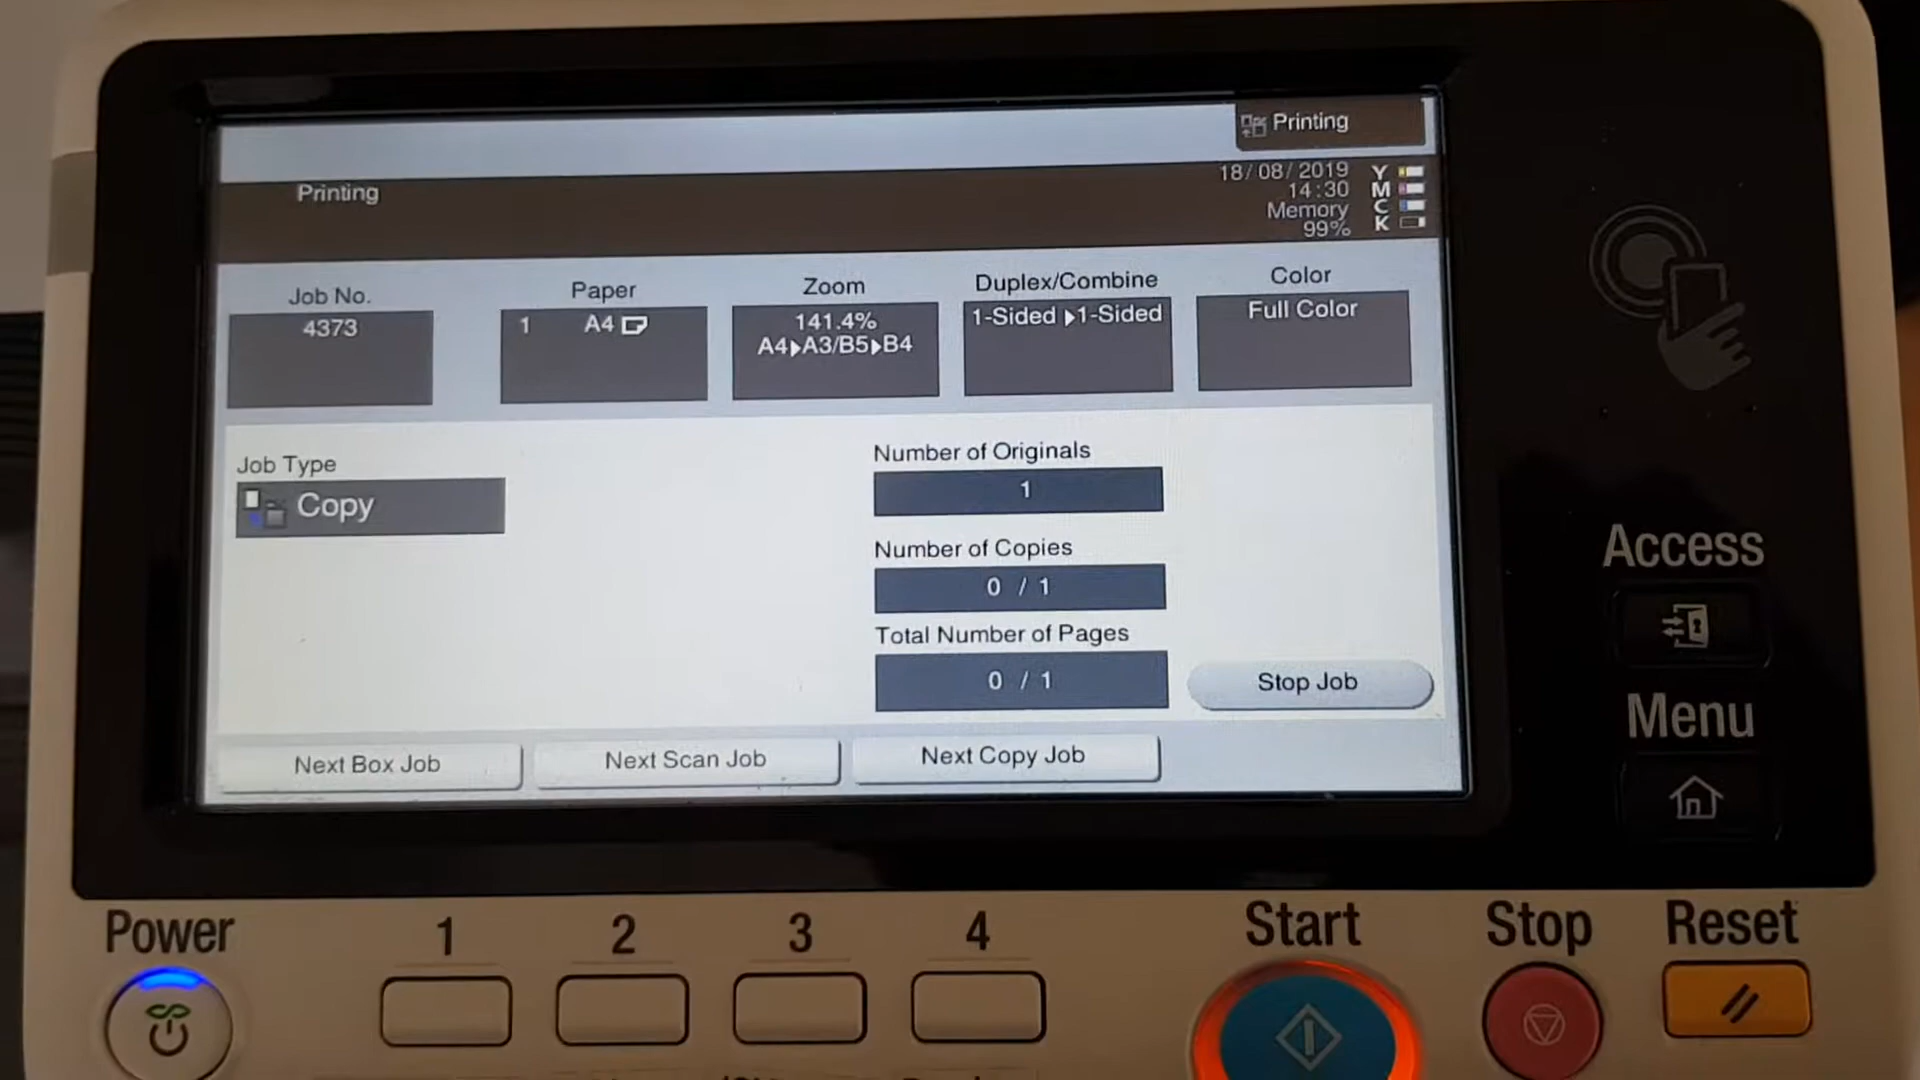 Printing
Printing
18/08/2019
14:30
Memory
99%
Y
M
C
K
Job No.
4373
Paper
1 A4
Zoom
141.4%
A4▶A3/B5▶B4
Duplex/Combine
1-Sided ▶1-Sided
Color
Full Color
Job Type
Copy
Number of Originals
1
Number of Copies
0 / 1
Total Number of Pages
0 / 1
Stop Job
Next Box Job
Next Scan Job
Next Copy Job
Access
Menu
Power
1
2
3
4
Start
Stop
Reset